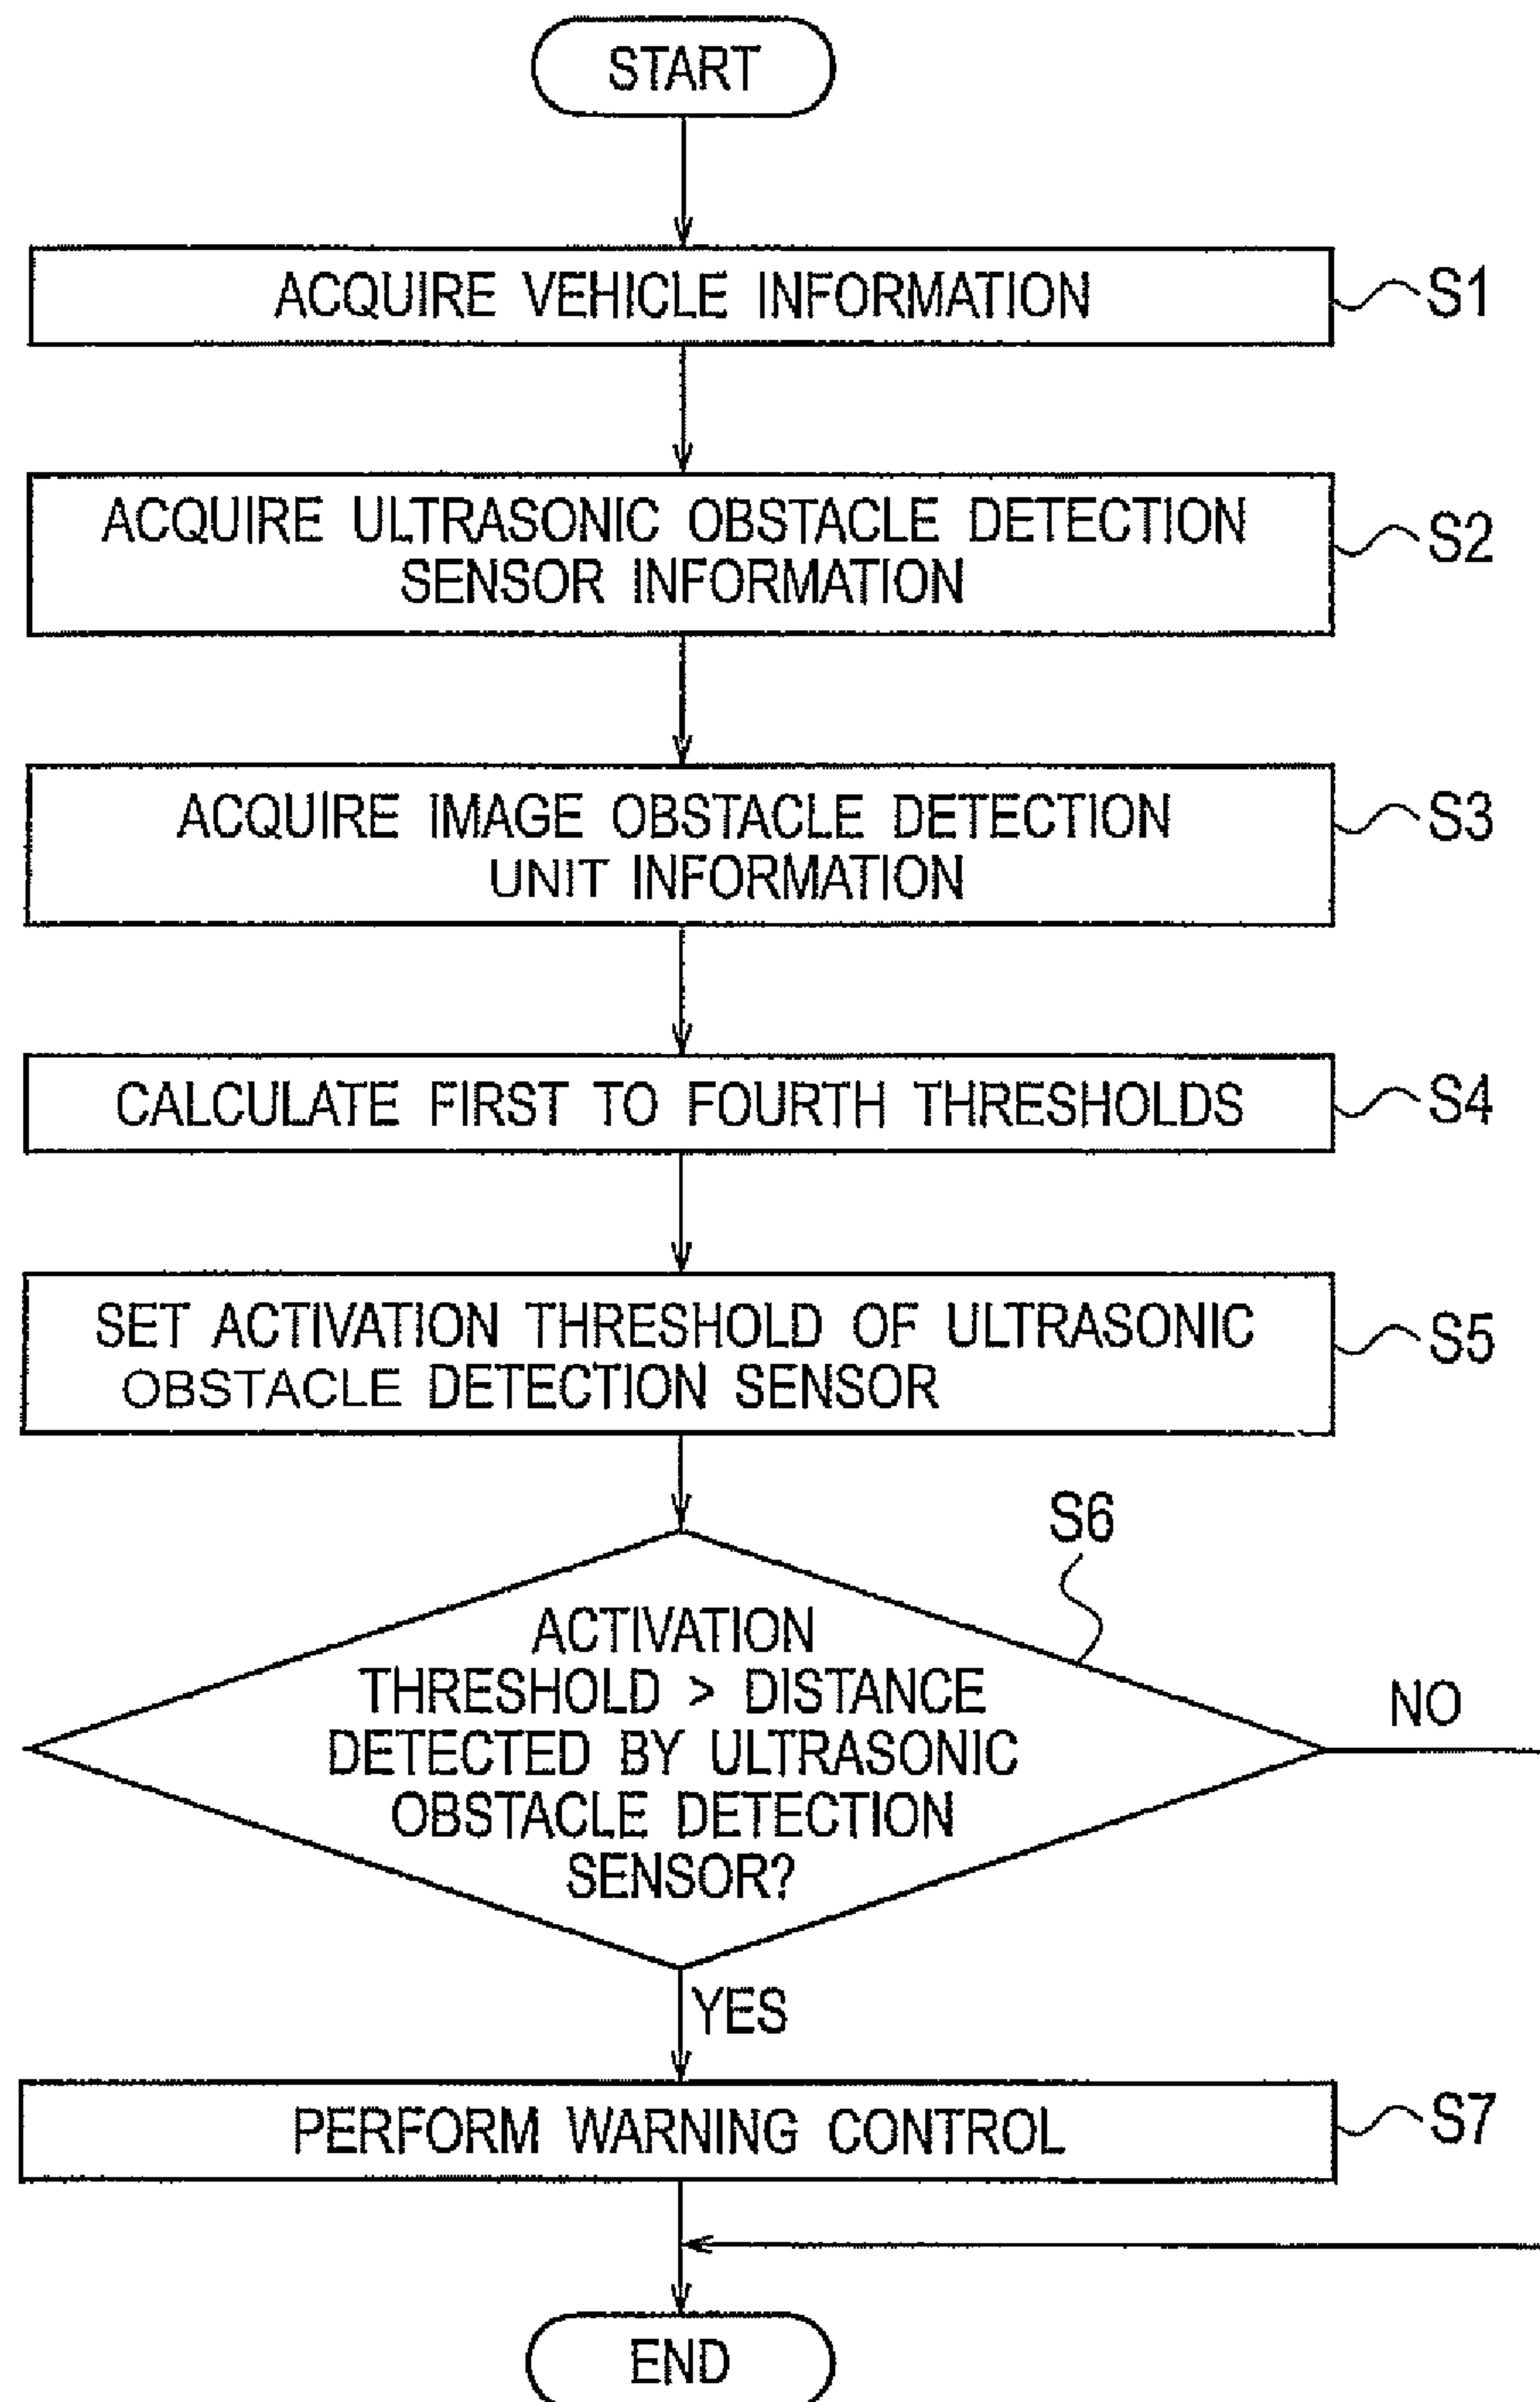 START
ACQUIRE VEHICLE INFORMATION
S1
ACQUIRE ULTRASONIC OBSTACLE DETECTION
SENSOR INFORMATION
S2
ACQUIRE IMAGE OBSTACLE DETECTION
UNIT INFORMATION
S3
CALCULATE FIRST TO FOURTH THRESHOLDS
S4
SET ACTIVATION THRESHOLD OF ULTRASONIC
OBSTACLE DETECTION SENSOR
S5
S6
ACTIVATION
THRESHOLD > DISTANCE
DETECTED BY ULTRASONIC
OBSTACLE DETECTION
SENSOR?
NO
YES
PERFORM WARNING CONTROL
S7
END